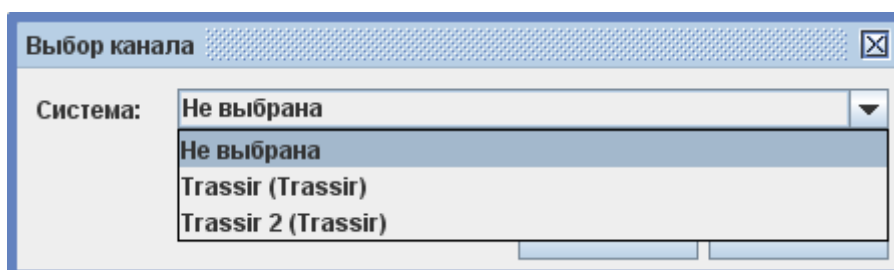 Выбор канала
Система: Не выбрана
Не выбрана
Trassir (Trassir)
Trassir 2 (Trassir)